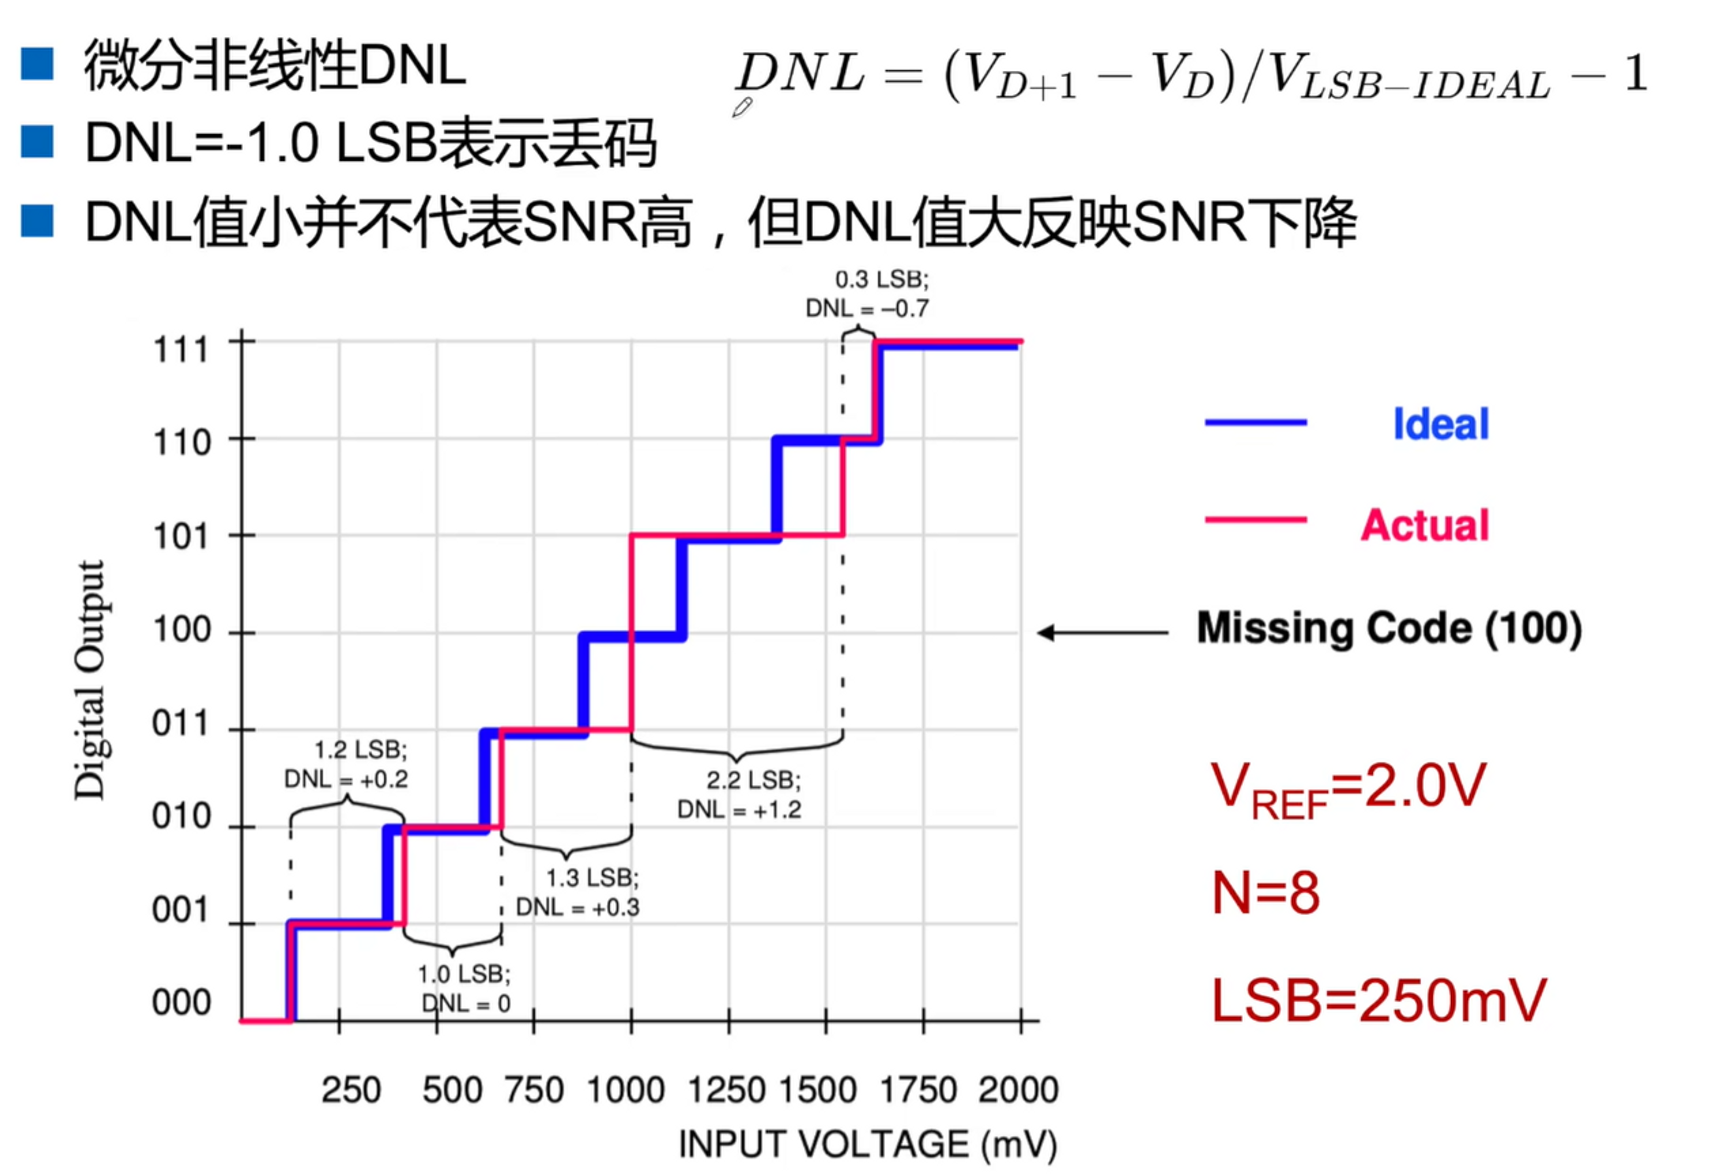 微分非线性DNL
DNL = (V_{D+1} − V_D)/V_{LSB−IDEAL} − 1
DNL=-1.0 LSB表示丢码
DNL值小并不代表SNR高，但DNL值大反映SNR下降
0.3 LSB;
DNL = –0.7
111
110
101
100
011
010
001
000
Digital Output
1.2 LSB;
DNL = +0.2
1.0 LSB;
DNL = 0
1.3 LSB;
DNL = +0.3
2.2 LSB;
DNL = +1.2
250 500 750 1000 1250 1500 1750 2000
INPUT VOLTAGE (mV)
Ideal
Actual
Missing Code (100)
V_{REF}=2.0V
N=8
LSB=250mV